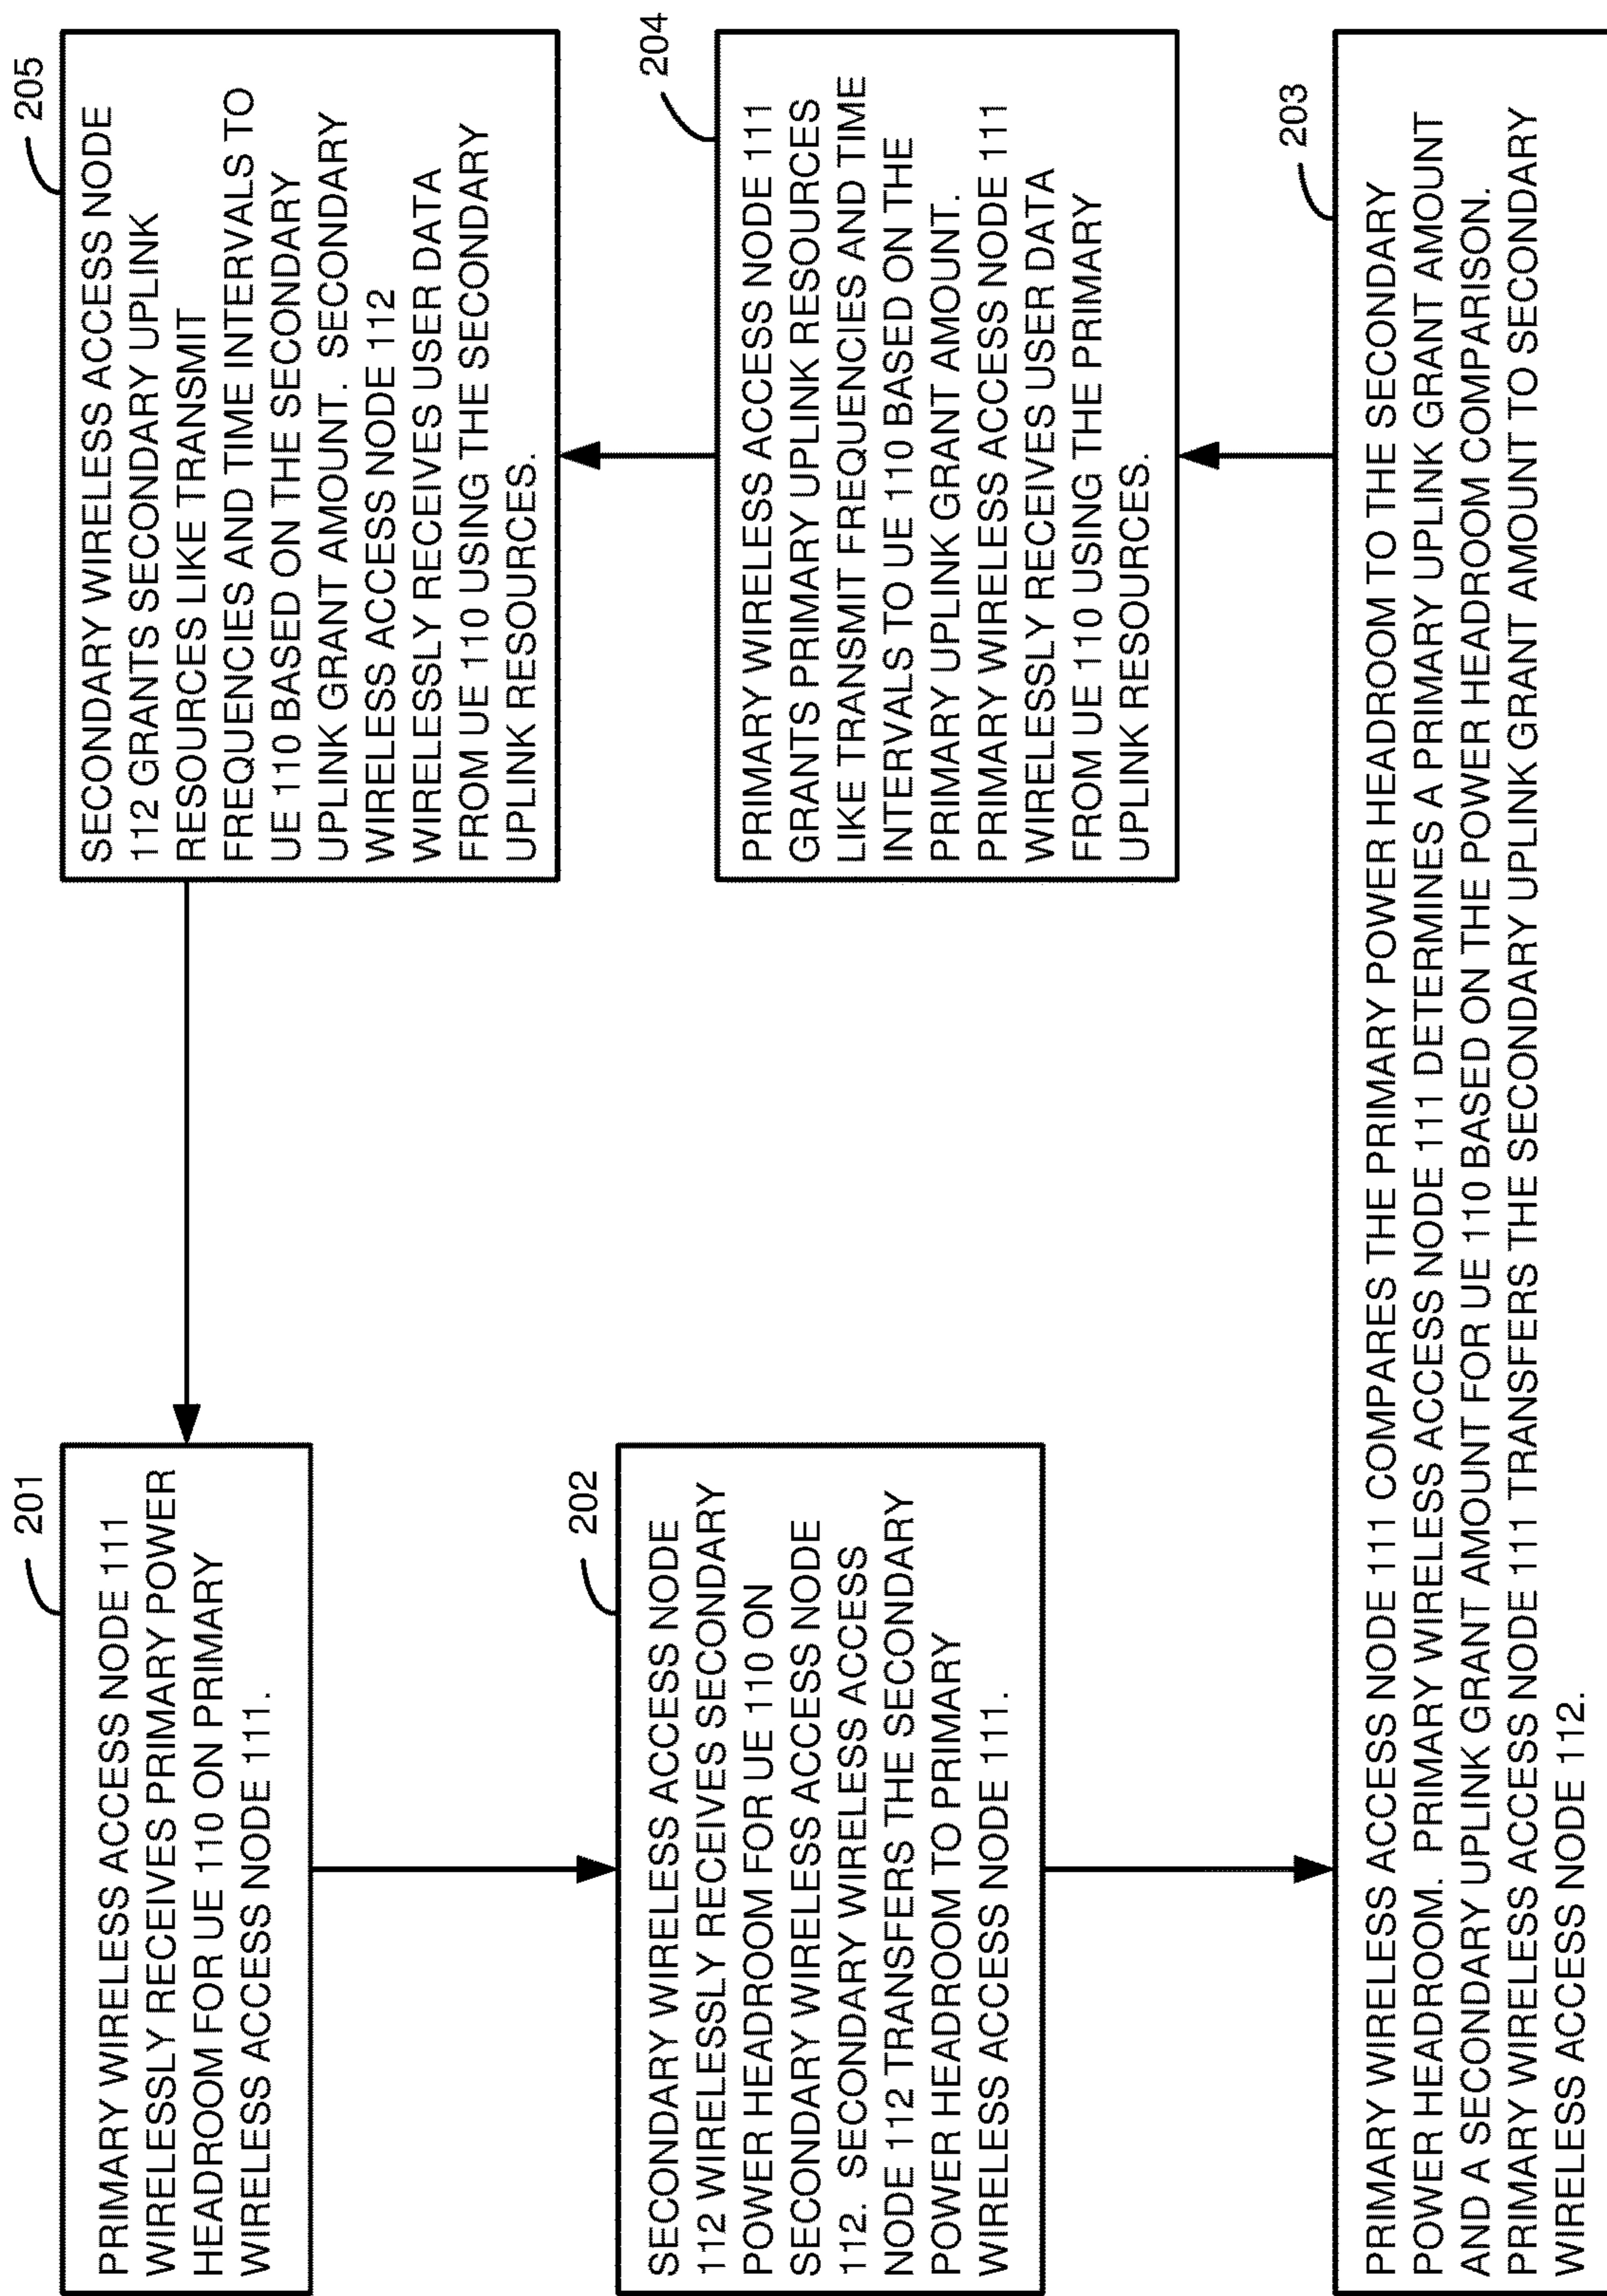 201
PRIMARY WIRELESS ACCESS NODE 111
WIRELESSLY RECEIVES PRIMARY POWER
HEADROOM FOR UE 110 ON PRIMARY
WIRELESS ACCESS NODE 111.
202
SECONDARY WIRELESS ACCESS NODE
112 WIRELESSLY RECEIVES SECONDARY
POWER HEADROOM FOR UE 110 ON
SECONDARY WIRELESS ACCESS NODE
112.  SECONDARY WIRELESS ACCESS
NODE 112 TRANSFERS THE SECONDARY
POWER HEADROOM TO PRIMARY
WIRELESS ACCESS NODE 111.
203
PRIMARY WIRELESS ACCESS NODE 111 COMPARES THE PRIMARY POWER HEADROOM TO THE SECONDARY
POWER HEADROOM.  PRIMARY WIRELESS ACCESS NODE 111 DETERMINES A PRIMARY UPLINK GRANT AMOUNT
AND A SECONDARY UPLINK GRANT AMOUNT FOR UE 110 BASED ON THE POWER HEADROOM COMPARISON.
PRIMARY WIRELESS ACCESS NODE 111 TRANSFERS THE SECONDARY UPLINK GRANT AMOUNT TO SECONDARY
WIRELESS ACCESS NODE 112.
204
PRIMARY WIRELESS ACCESS NODE 111
GRANTS PRIMARY UPLINK RESOURCES
LIKE TRANSMIT FREQUENCIES AND TIME
INTERVALS TO UE 110 BASED ON THE
PRIMARY UPLINK GRANT AMOUNT.
PRIMARY WIRELESS ACCESS NODE 111
WIRELESSLY RECEIVES USER DATA
FROM UE 110 USING THE PRIMARY
UPLINK RESOURCES.
205
SECONDARY WIRELESS ACCESS NODE
112 GRANTS SECONDARY UPLINK
RESOURCES LIKE TRANSMIT
FREQUENCIES AND TIME INTERVALS TO
UE 110 BASED ON THE SECONDARY
UPLINK GRANT AMOUNT.  SECONDARY
WIRELESS ACCESS NODE 112
WIRELESSLY RECEIVES USER DATA
FROM UE 110 USING THE SECONDARY
UPLINK RESOURCES.